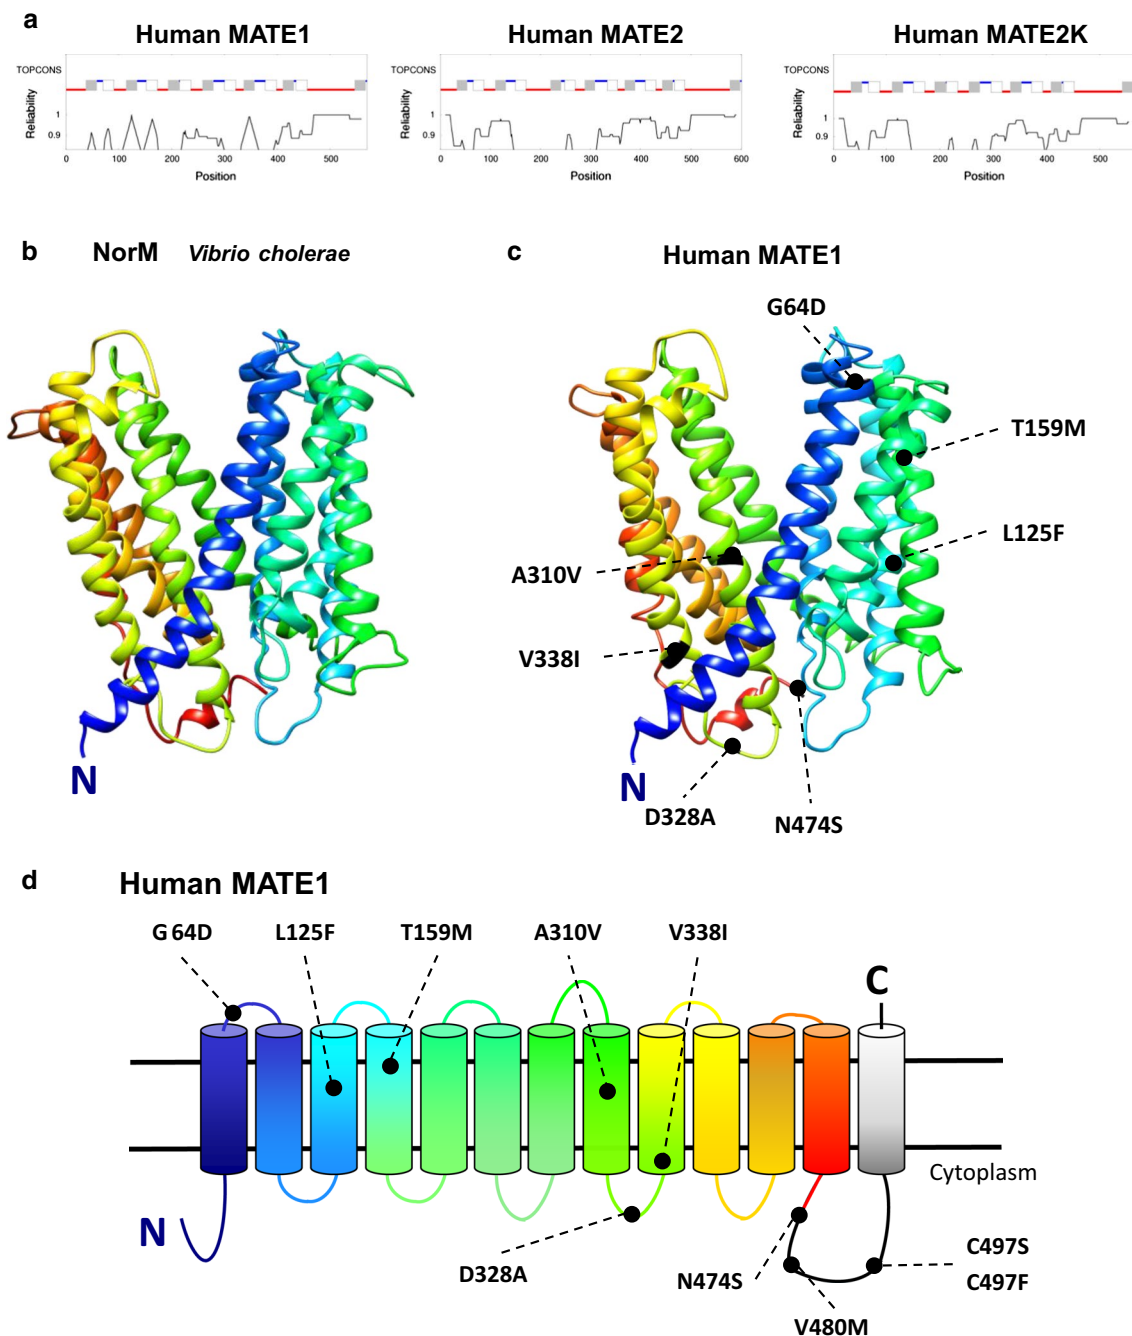 a
Human MATE1
Human MATE2
Human MATE2K
TOPCONS
Reliability
1
0.9
0 100 200 300 400 500
Position
TOPCONS
Reliability
1
0.9
0 100 200 300 400 500 600
Position
TOPCONS
Reliability
1
0.9
0 100 200 300 400 500
Position
b
NorM Vibrio cholerae
N
c
Human MATE1
G64D
T159M
L125F
A310V
V338I
N
D328A
N474S
d
Human MATE1
G64D L125F T159M A310V V338I
C
Cytoplasm
N
D328A
N474S
V480M
C497S
C497F